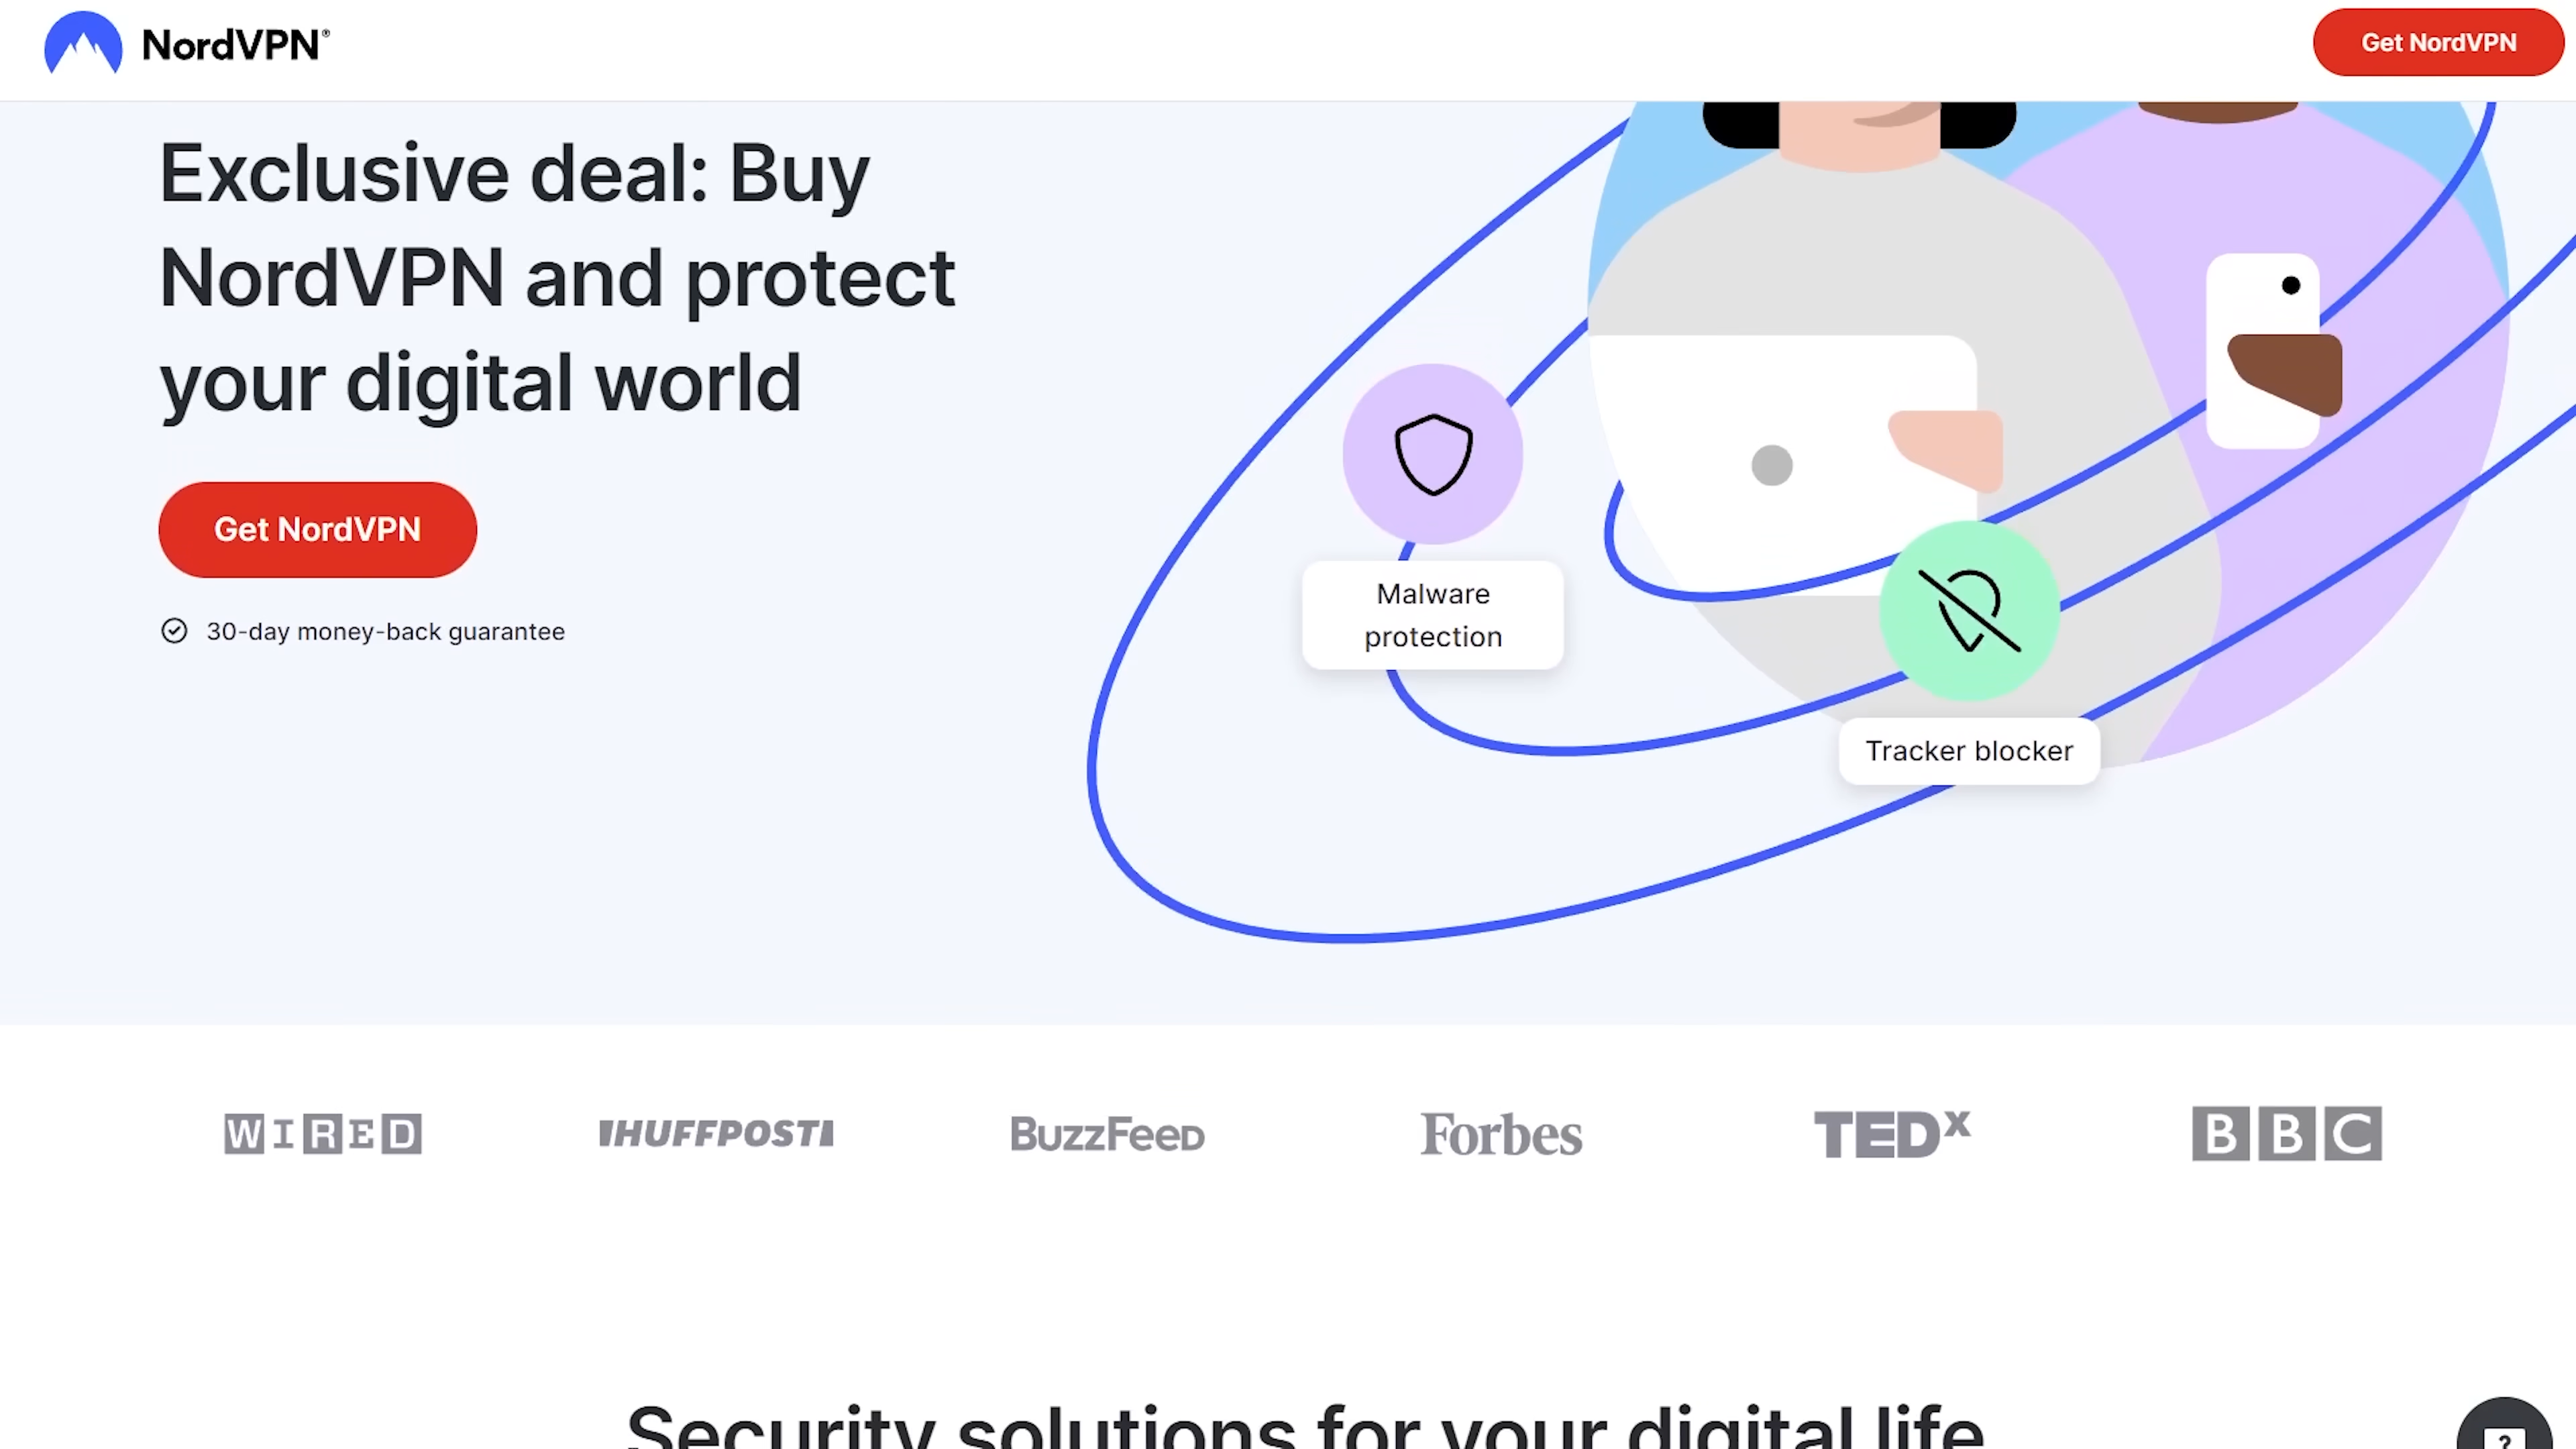 NordVPN®
Get NordVPN
Exclusive deal: Buy
NordVPN and protect
your digital world
Get NordVPN
30-day money-back guarantee
Malware
protection
Tracker blocker
WIRED
HUFFPOST
BuzzFeed
Forbes
TEDx
BBC
Security solutions for your digital life
?